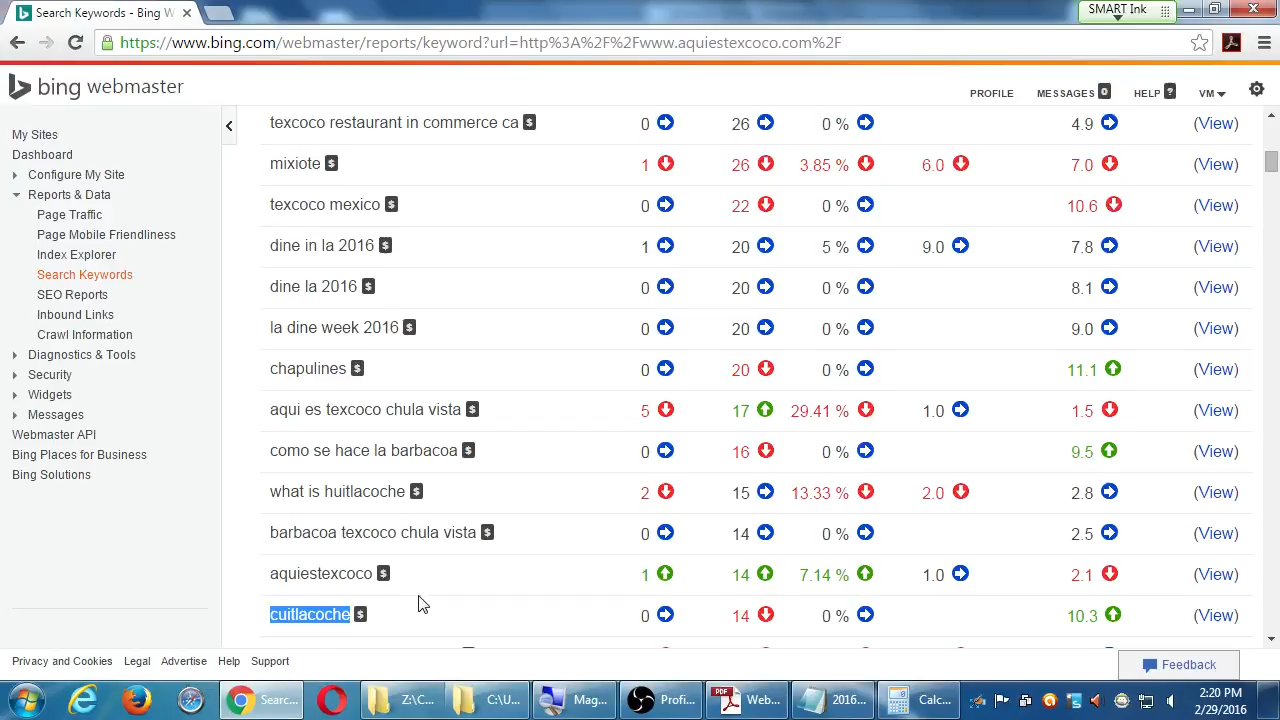 Search Keywords - Bing W
SMART Ink
https://www.bing.com/webmaster/reports/keyword?url=http%3A%2F%2Fwww.aquiestexcoco.com%2F
bing webmaster
PROFILE MESSAGES 0 HELP ? VM
My Sites
Dashboard
Configure My Site
Reports & Data
Page Traffic
Page Mobile Friendliness
Index Explorer
Search Keywords
SEO Reports
Inbound Links
Crawl Information
Diagnostics & Tools
Security
Widgets
Messages
Webmaster API
Bing Places for Business
Bing Solutions
texcoco restaurant in commerce ca $ 0 26 0 % 4.9 (View)
mixiote $ 1 26 3.85 % 6.0 7.0 (View)
texcoco mexico $ 0 22 0 % 10.6 (View)
dine in la 2016 $ 1 20 5 % 9.0 7.8 (View)
dine la 2016 $ 0 20 0 % 8.1 (View)
la dine week 2016 $ 0 20 0 % 9.0 (View)
chapulines $ 0 20 0 % 11.1 (View)
aqui es texcoco chula vista $ 5 17 29.41 % 1.0 1.5 (View)
como se hace la barbacoa $ 0 16 0 % 9.5 (View)
what is huitlacoche $ 2 15 13.33 % 2.0 2.8 (View)
barbacoa texcoco chula vista $ 0 14 0 % 2.5 (View)
aquiestexcoco $ 1 14 7.14 % 1.0 2.1 (View)
cuitlacoche $ 0 14 0 % 10.3 (View)
Privacy and Cookies Legal Advertise Help Support
Feedback
Searc... Z:\C... C:\U... Mag... Profi... Web... 2016... Calc...
2:20 PM
2/29/2016